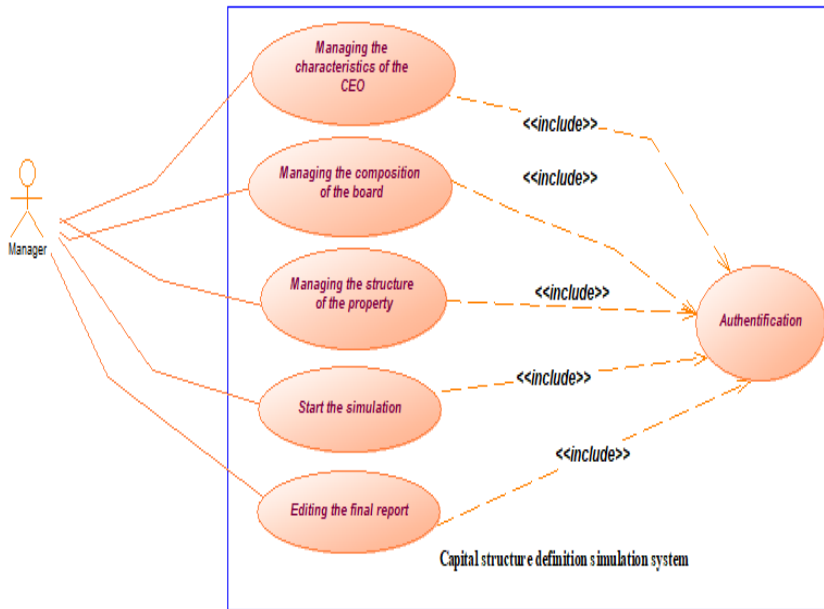 Managing the
characteristics of the
CEO
<<include>>
Managing the composition
of the board
<<include>>
Manager
Managing the structure
of the property
<<include>>
Authentification
Start the simulation
<<include>>
<<include>>
Editing the final report
Capital structure definition simulation system